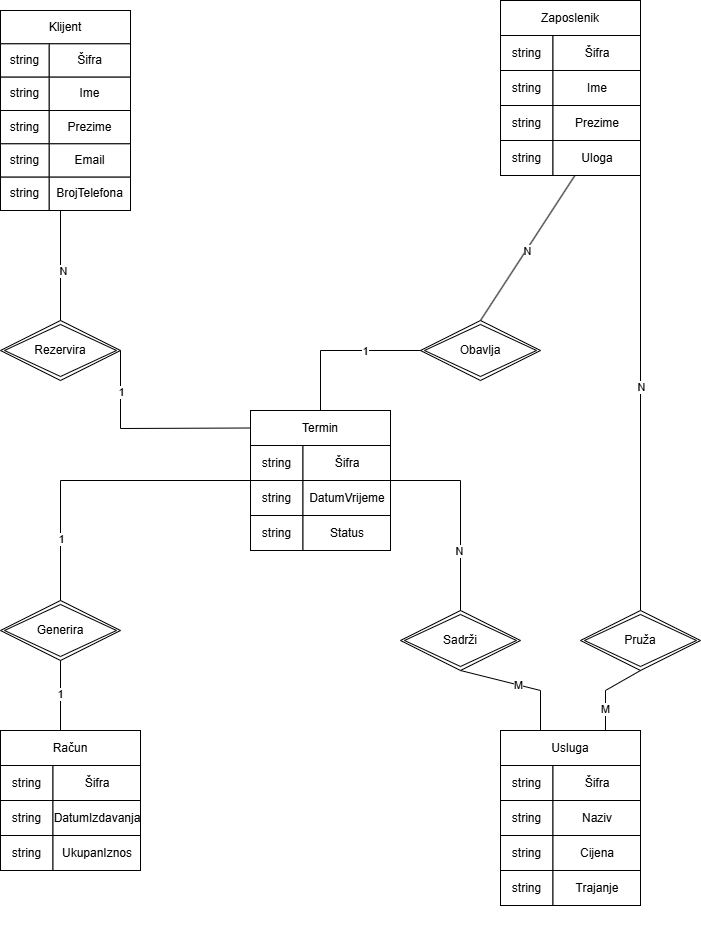 Klijent
string Šifra
string Ime
string Prezime
string Email
string BrojTelefona
Zaposlenik
string Šifra
string Ime
string Prezime
string Uloga
N
N
Rezervira
1
1
Obavlja
N
Termin
string Šifra
string DatumVrijeme
string Status
1
N
Generira
Sadrži
Pruža
1
M
M
Račun
string Šifra
string DatumIzdavanja
string UkupanIznos
Usluga
string Šifra
string Naziv
string Cijena
string Trajanje